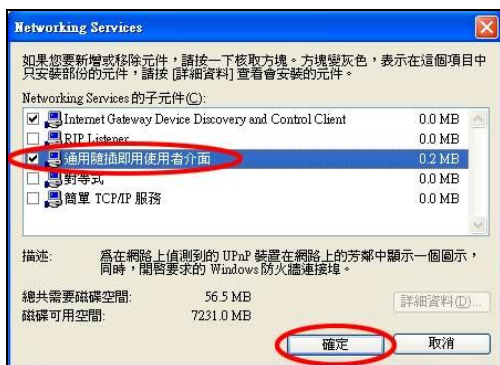 Networking Services
如果您要新增或移除元件，請按一下核取方塊。方塊變灰色，表示在這個項目中
只安裝部份的元件，請按 [詳細資料] 查看會安裝的元件。
Networking Services 的子元件(C):
Internet Gateway Device Discovery and Control Client 0.0 MB
RIP Listener 0.0 MB
通用隨插即用使用者介面 0.2 MB
對等式 0.0 MB
簡單 TCP/IP 服務 0.0 MB
描述: 為在網路上偵測到的 UPnP 裝置在網路上的芳鄰中顯示一個圖示，
同時，開啓要求的 Windows 防火牆連接埠。
總共需要磁碟空間: 56.5 MB
詳細資料(D)...
磁碟可用空間: 7231.0 MB
確定 取消